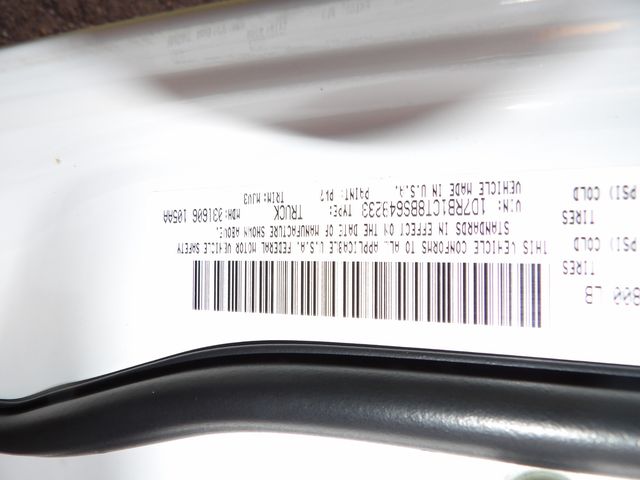 800 LB
TIRES
PSI) COLD
TIRES
PSI) COLD
THIS VEHICLE CONFORMS TO ALL APPLICABLE U.S.A. FEDERAL MOTOR VEHICLE SAFETY
STANDARDS IN EFFECT ON THE DATE OF MANUFACTURE SHOWN ABOVE.
VIN: 1D7RB1CT8BS649233 TYPE: TRUCK MDH: 031606 105AA
VEHICLE MADE IN U.S.A. PAINT: PW7 TRIM: MJV3